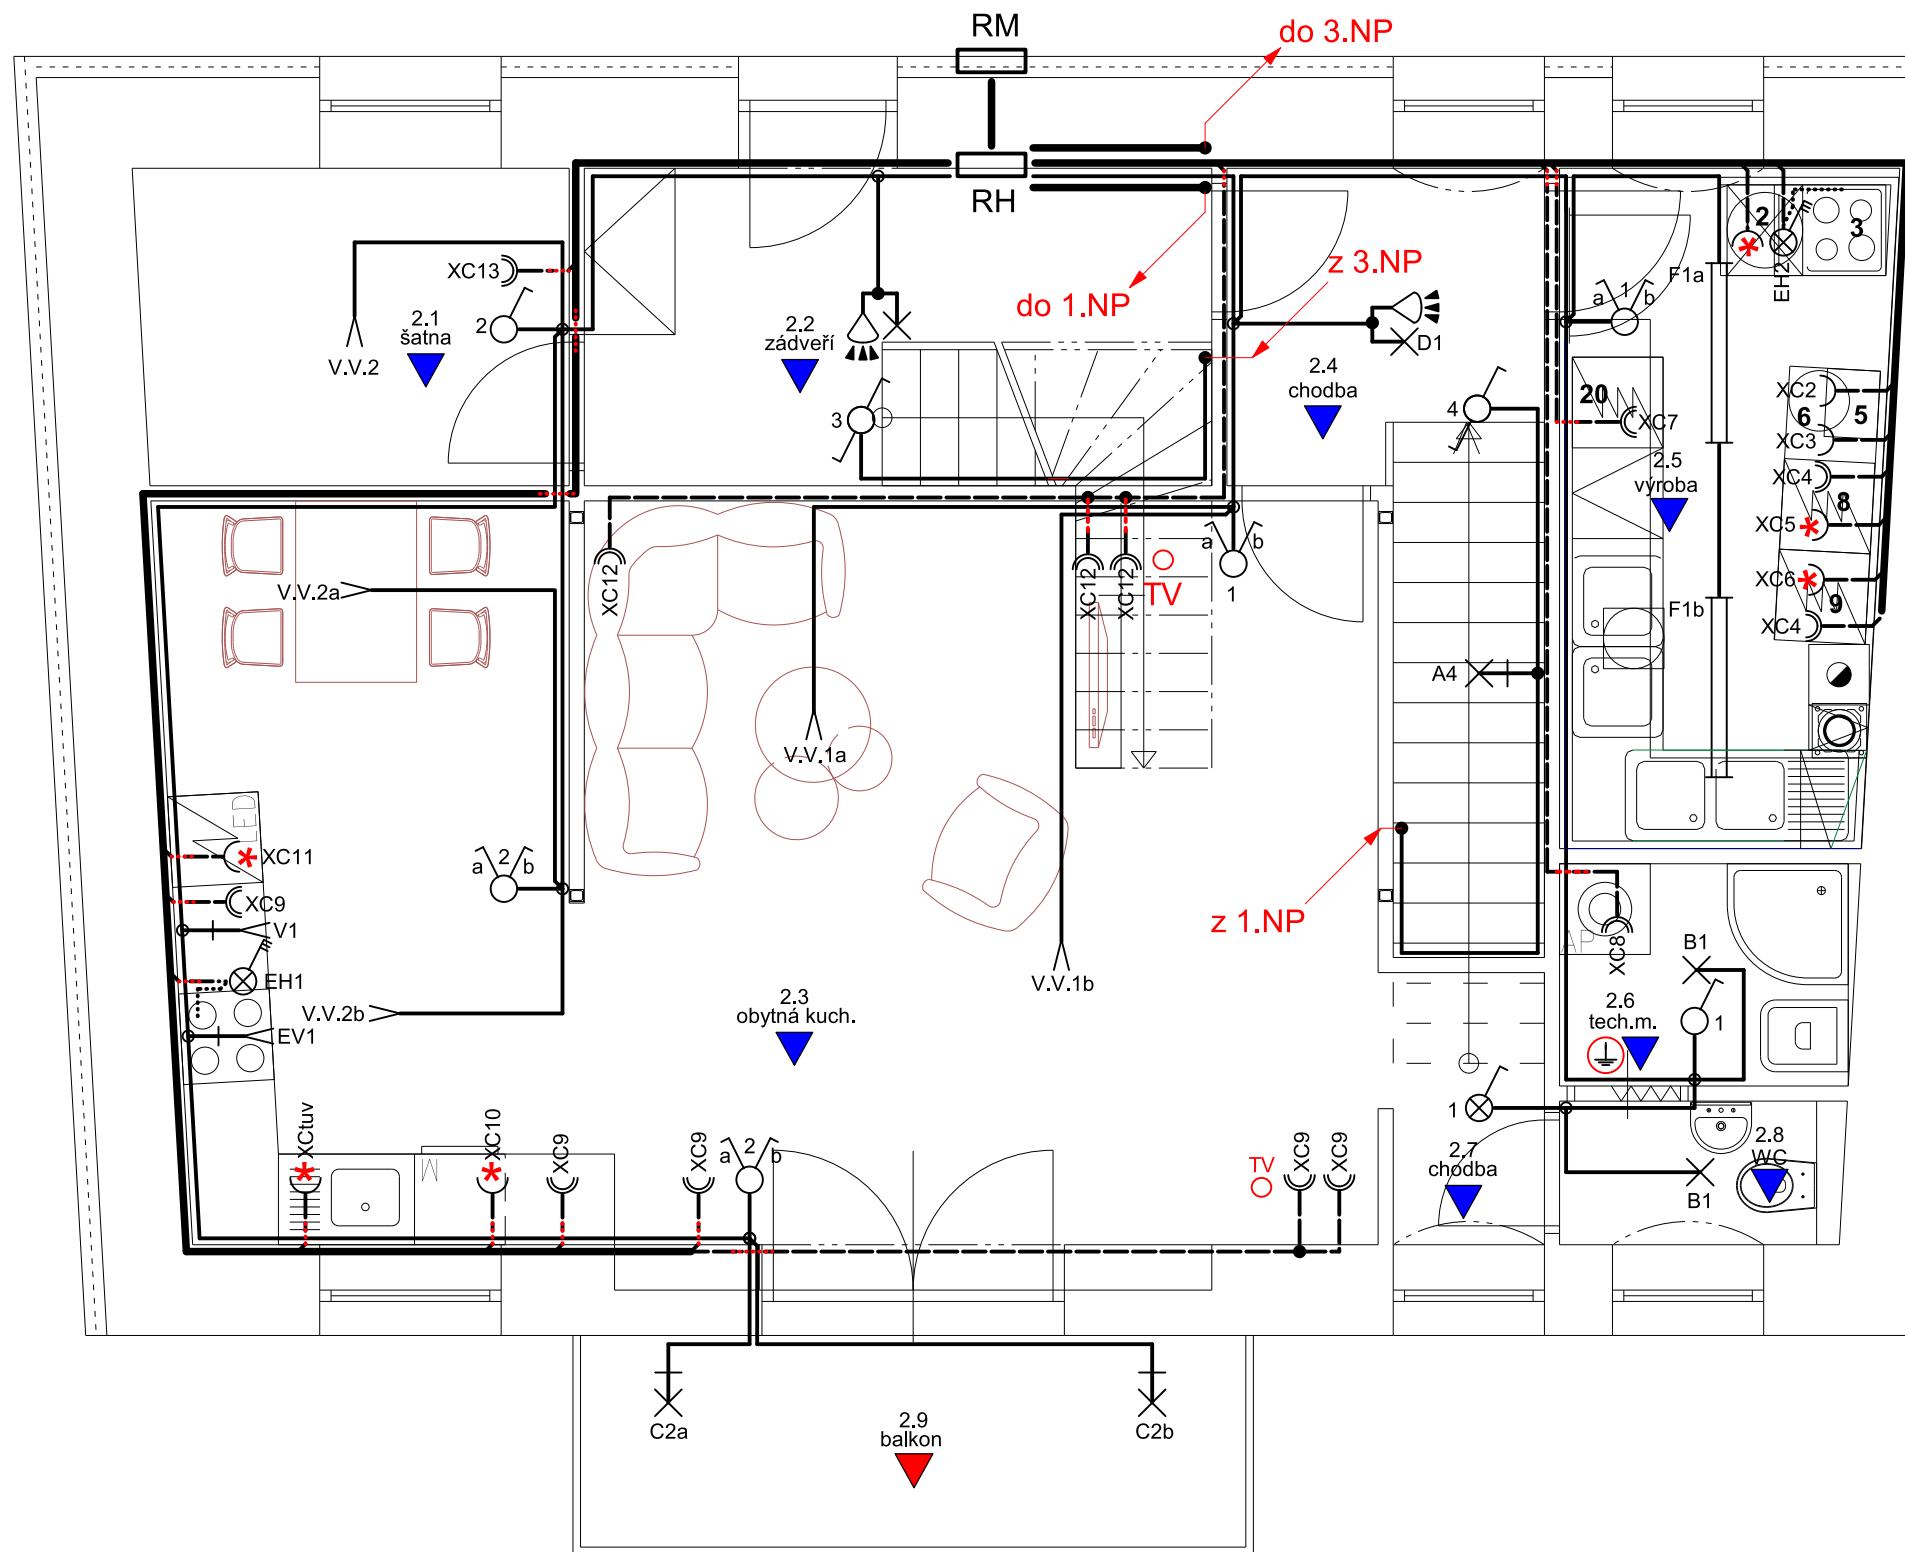 RM
do 3.NP
RH
z 3.NP
do 1.NP
XC13
2
2.1
šatna
V.V.2
2.2
zádveří
3
D1
2.4
chodba
4
a 1 b
F1a
2
3
EH2
20
XC7
2.5
výroba
XC2
6 5
XC3
XC4
8
XC5
XC6
9
XC4
F1b
V.V.2a
XC12
XC12
XC12
TV
a b
1
A4
V.V.1a
LED
XC11
XC9
V1
EH1
V.V.2b
EV1
a 2 b
z 1.NP
V.V.1b
2.3
obytná kuch.
AP
XC8
B1
2.6
tech.m.
1
1
2.7
chodba
2.8
WC
B1
XCtuv
M
XC10
XC9
XC9
a 2 b
TV
XC9
XC9
C2a
C2b
2.9
balkon